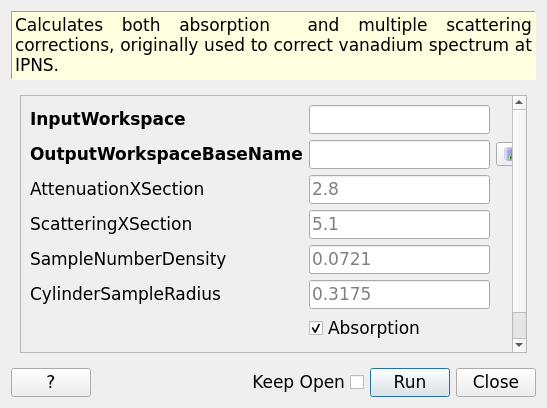 Calculates both absorption and multiple scattering
corrections, originally used to correct vanadium spectrum at
IPNS.
InputWorkspace
OutputWorkspaceBaseName
AttenuationXSection 2.8
ScatteringXSection 5.1
SampleNumberDensity 0.0721
CylinderSampleRadius 0.3175
Absorption
? Keep Open Run Close